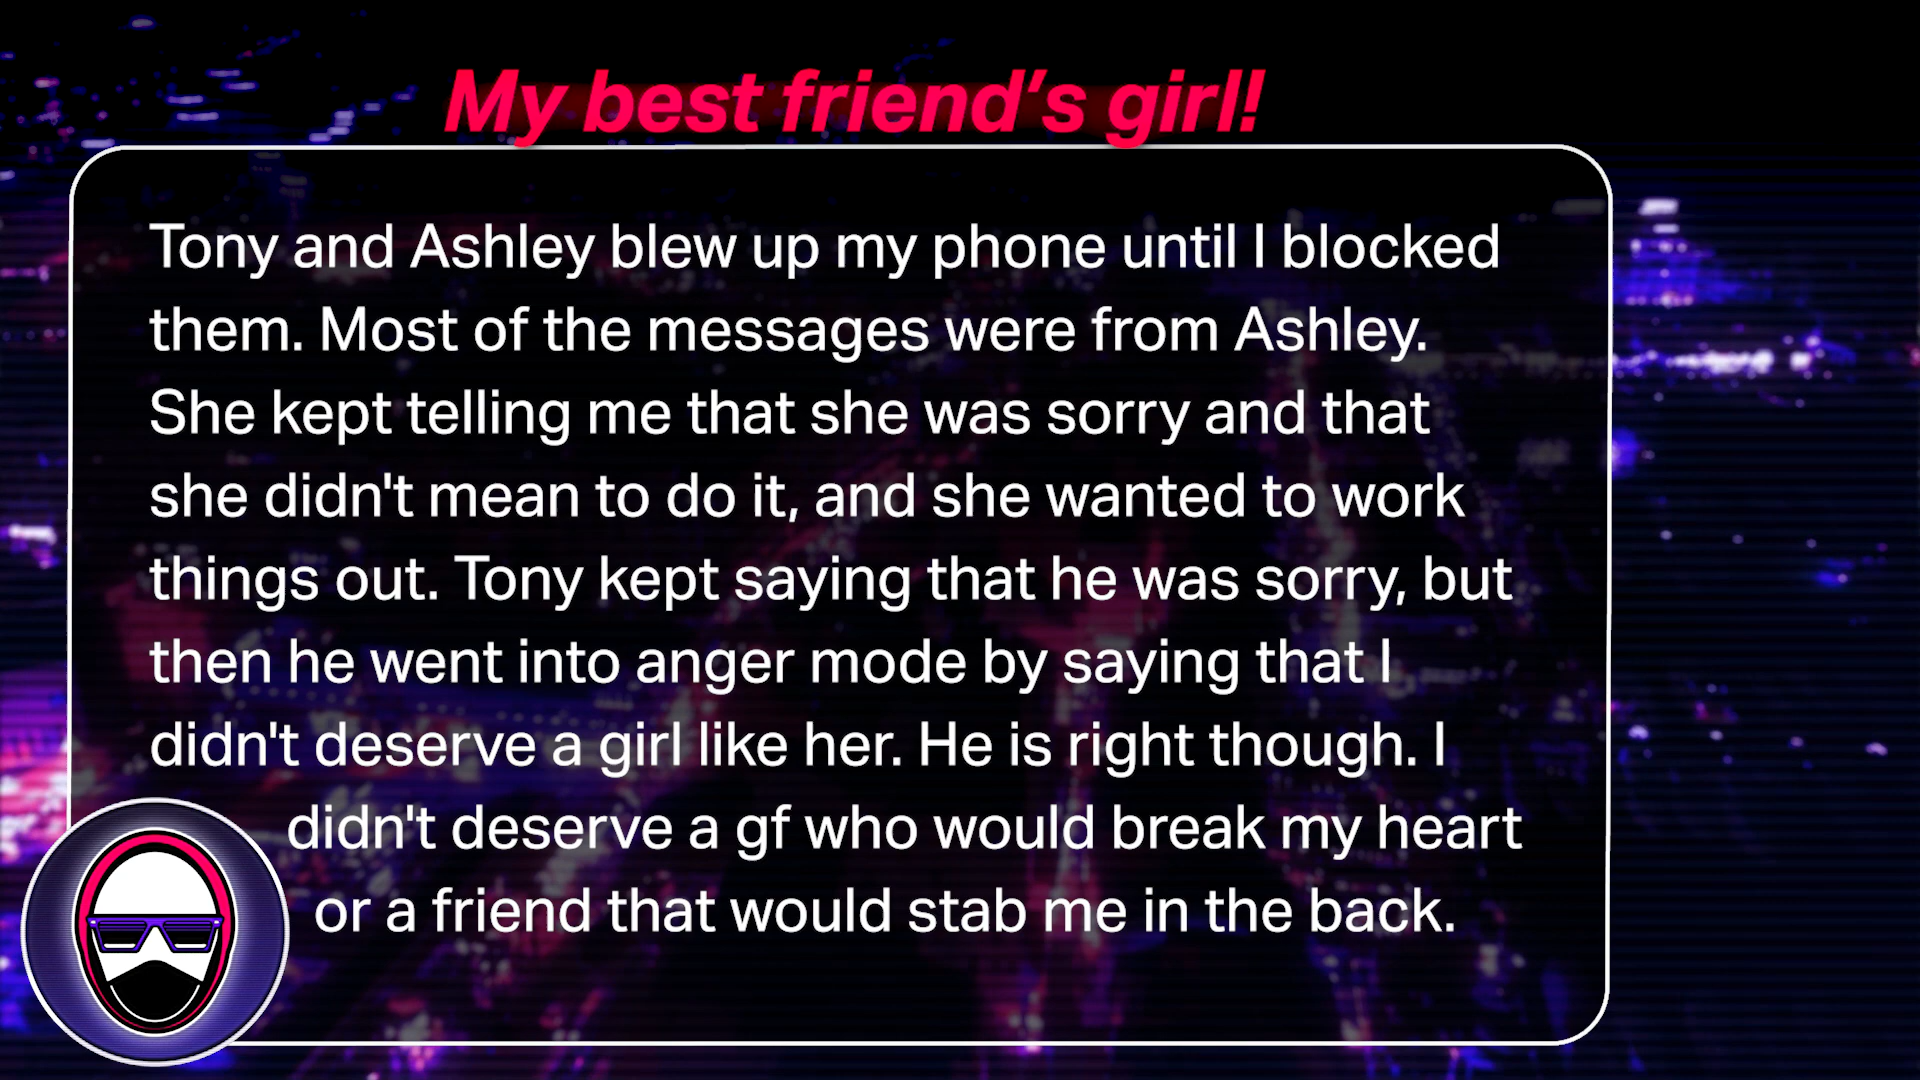 My best friend’s girl!
Tony and Ashley blew up my phone until I blocked
them. Most of the messages were from Ashley.
She kept telling me that she was sorry and that
she didn't mean to do it, and she wanted to work
things out. Tony kept saying that he was sorry, but
then he went into anger mode by saying that I
didn't deserve a girl like her. He is right though. I
didn't deserve a gf who would break my heart
or a friend that would stab me in the back.